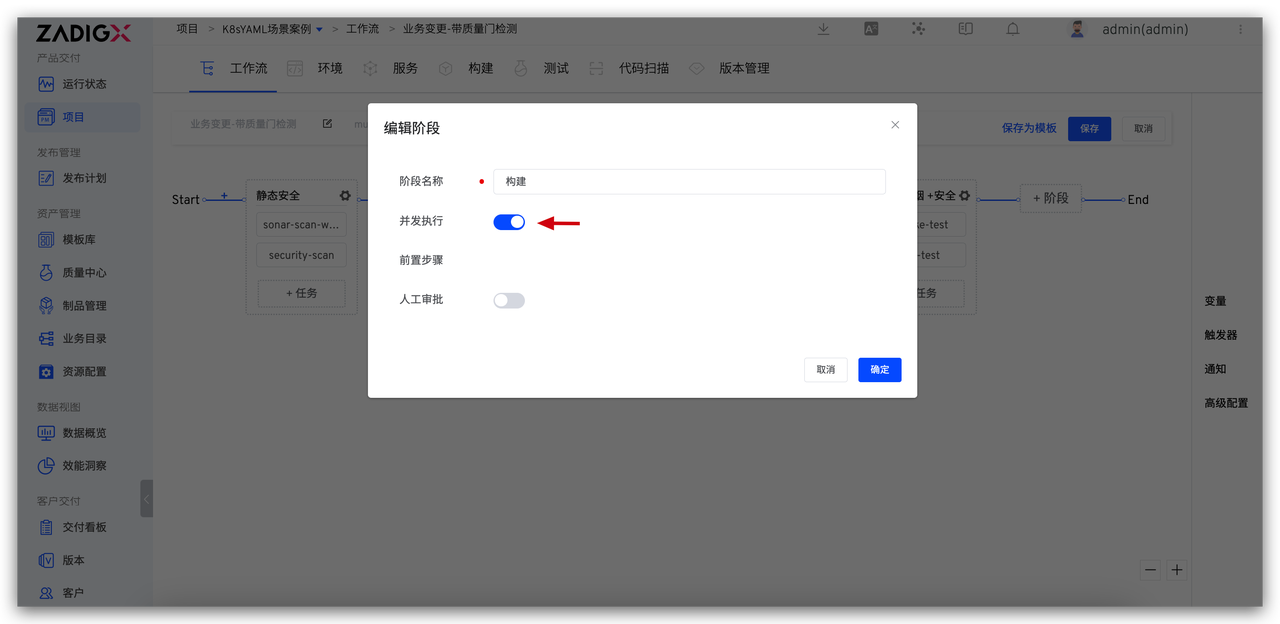 ZADIGX
项目 > K8sYAML场景案例 > 工作流 > 业务变更-带质量门检测
admin(admin)
产品交付
运行状态
项目
发布管理
发布计划
资产管理
模板库
质量中心
制品管理
业务目录
资源配置
数据视图
数据概览
效能洞察
客户交付
交付看板
版本
客户
工作流 环境 服务 构建 测试 代码扫描 版本管理
业务变更-带质量门检测
保存为模板 保存 取消
Start
静态安全
sonar-scan-w...
security-scan
+ 任务
编辑阶段
阶段名称 构建
并发执行
前置步骤
人工审批
取消 确定
+安全
-test
任务
+ 阶段
End
变量
触发器
通知
高级配置